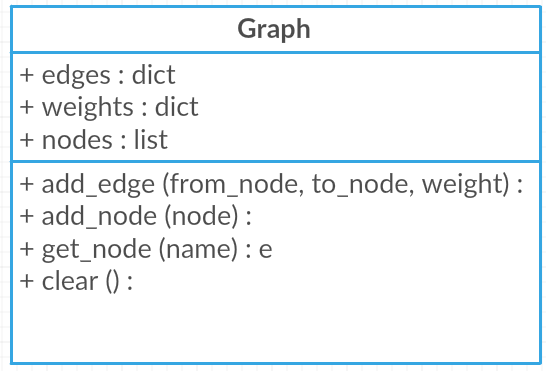 Graph
+ edges : dict
+ weights : dict
+ nodes : list
+ add_edge (from_node, to_node, weight) :
+ add_node (node) :
+ get_node (name) : e
+ clear () :